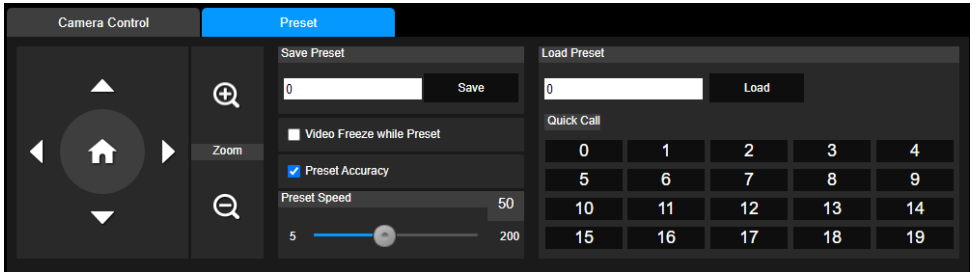 Camera Control
Preset
Zoom
Save Preset
0
Save
Video Freeze while Preset
Preset Accuracy
Preset Speed
50
5
200
Load Preset
0
Load
Quick Call
0 1 2 3 4
5 6 7 8 9
10 11 12 13 14
15 16 17 18 19